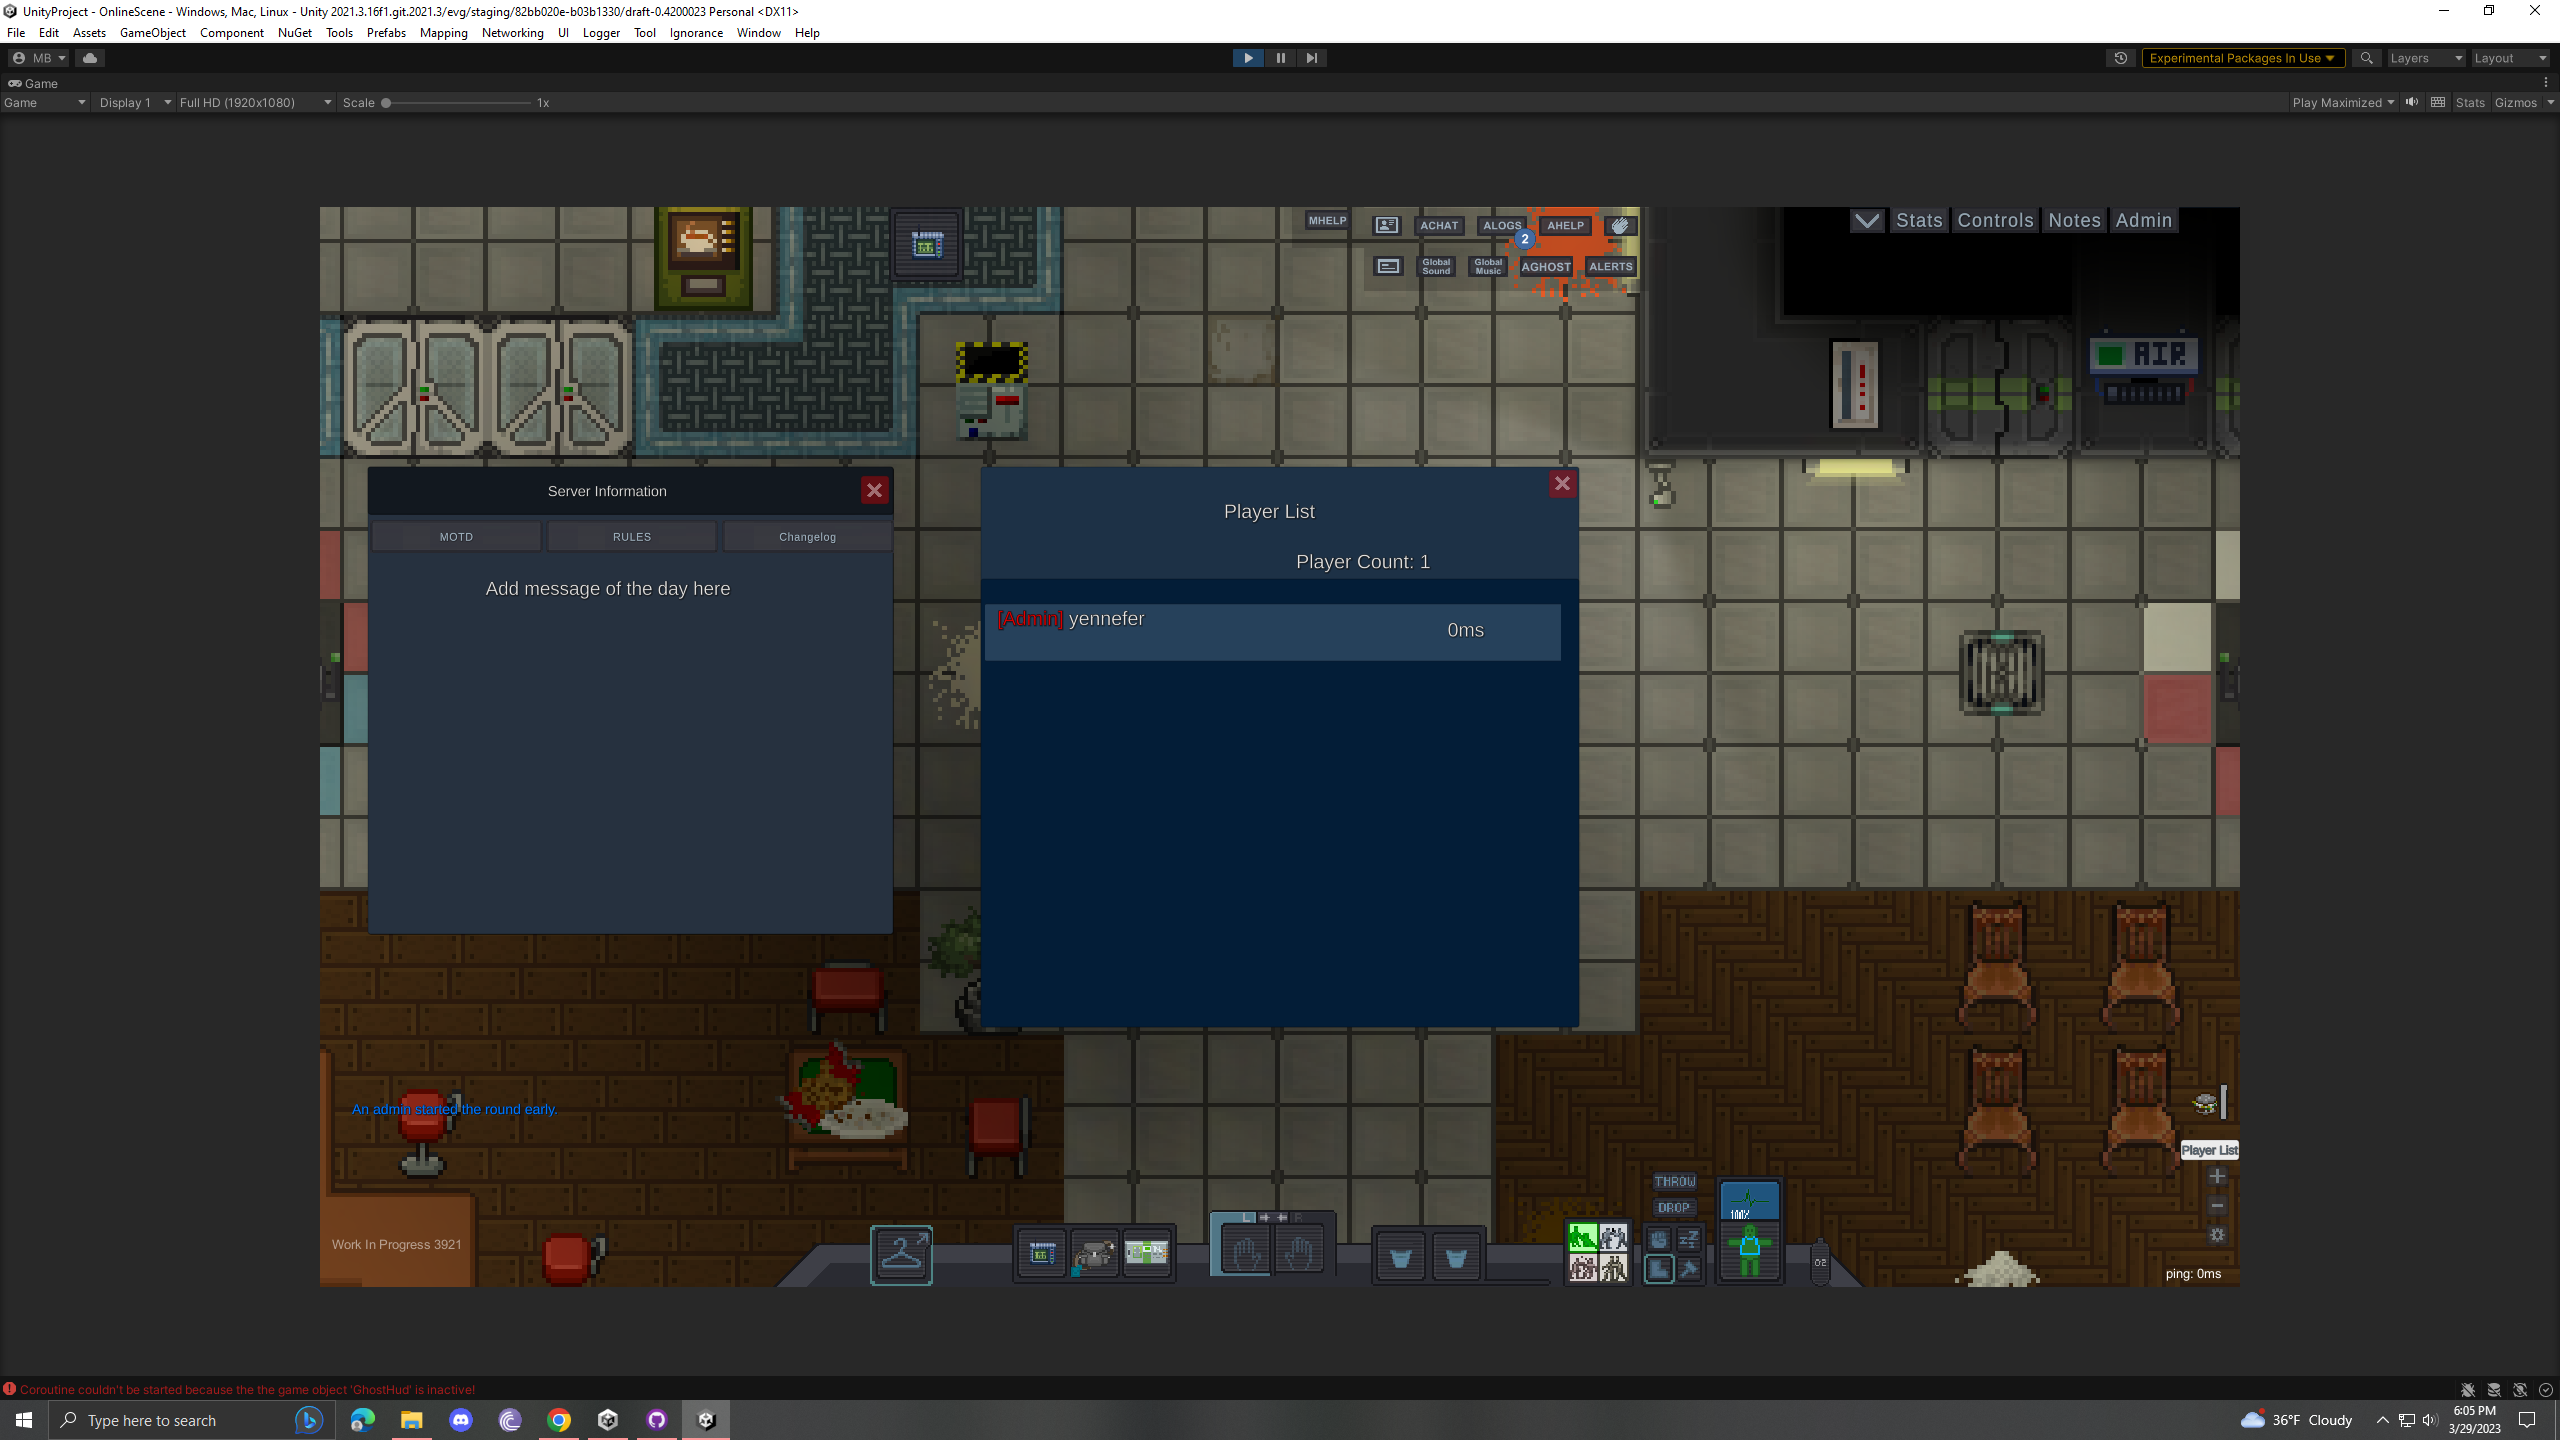 UnityProject - OnlineScene - Windows, Mac, Linux - Unity 2021.3.16f1.git.2021.3/evg/staging/82bb020e-b03b1330/draft-0.4200023 Personal <DX11>
File Edit Assets GameObject Component NuGet Tools Prefabs Mapping Networking UI Logger Tool Ignorance Window Help
MB Experimental Packages In Use Layers Layout
Game
Game Display 1 Full HD (1920x1080) Scale 1x Play Maximized Stats Gizmos
MHELP ACHAT ALOGS 2 AHELP
Global Sound Global Music AGHOST ALERTS
Stats Controls Notes Admin
AIR
Server Information
MOTD RULES Changelog
Add message of the day here
Player List
Player Count: 1
[Admin] yennefer
0ms
An admin started the round early.
Player List
THROW
DROP
100%
L R
O2
Work In Progress 3921
ping: 0ms
Coroutine couldn't be started because the the game object 'GhostHud' is inactive!
Type here to search
36°F Cloudy
6:05 PM
3/29/2023